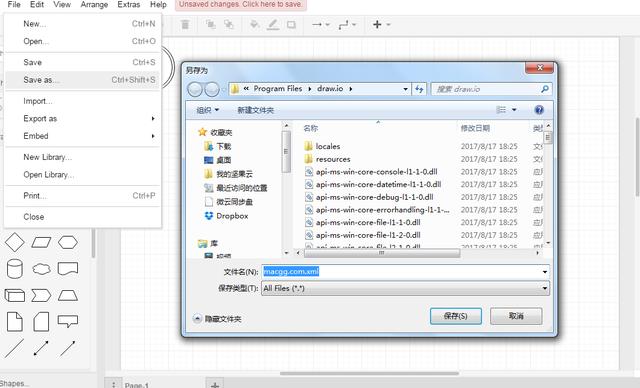 File Edit View Arrange Extras Help Unsaved changes. Click here to save.
New... Ctrl+N
Open... Ctrl+O
Save Ctrl+S
Save as... Ctrl+Shift+S
Import...
Export as
Embed
New Library...
Open Library...
Print... Ctrl+P
Close
另存为
« Program Files draw.io
搜索 draw.io
组织 新建文件夹
收藏夹
下载
桌面
我的坚果云
最近访问的位置
微云同步盘
Dropbox
库
视频
名称 修改日期 类
locales 2017/8/17 18:25 文
resources 2017/8/17 18:25 文
api-ms-win-core-console-l1-1-0.dll 2017/8/17 18:25 应
api-ms-win-core-datetime-l1-1-0.dll 2017/8/17 18:25 应
api-ms-win-core-debug-l1-1-0.dll 2017/8/17 18:25 应
api-ms-win-core-errorhandling-l1-1-... 2017/8/17 18:25 应
api-ms-win-core-file-l1-1-0.dll 2017/8/17 18:25 应
api-ms-win-core-file-l1-2-0.dll 2017/8/17 18:25 应
api-ms-win-core-file-l2-1-0.dll 2017/8/17 18:25 应
文件名(N): macgg.com.xml
保存类型(T): All Files (*.*)
隐藏文件夹 保存(S) 取消
Shapes...
Page-1